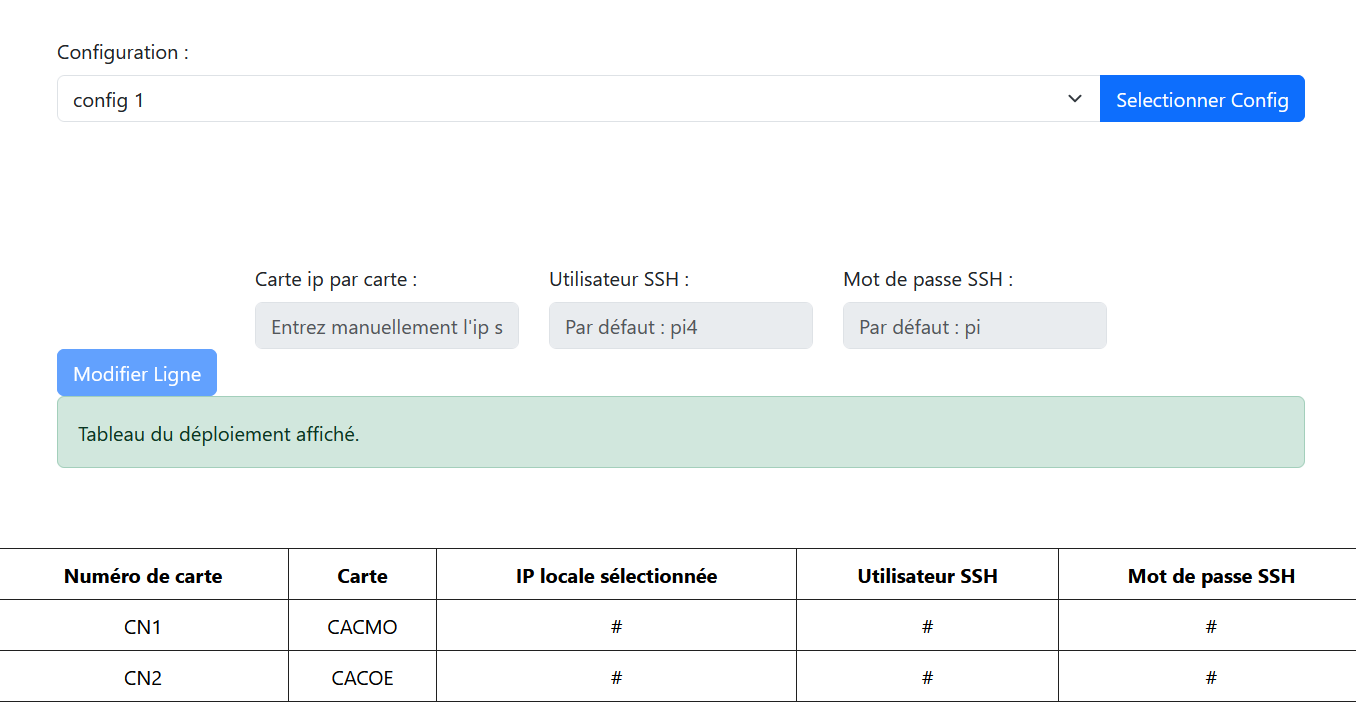 Configuration :
config 1
Selectionner Config
Carte ip par carte : Utilisateur SSH : Mot de passe SSH :
Entrez manuellement l'ip s Par défaut : pi4 Par défaut : pi
Modifier Ligne
Tableau du déploiement affiché.
Numéro de carte Carte IP locale sélectionnée Utilisateur SSH Mot de passe SSH
CN1 CACMO # # #
CN2 CACOE # # #